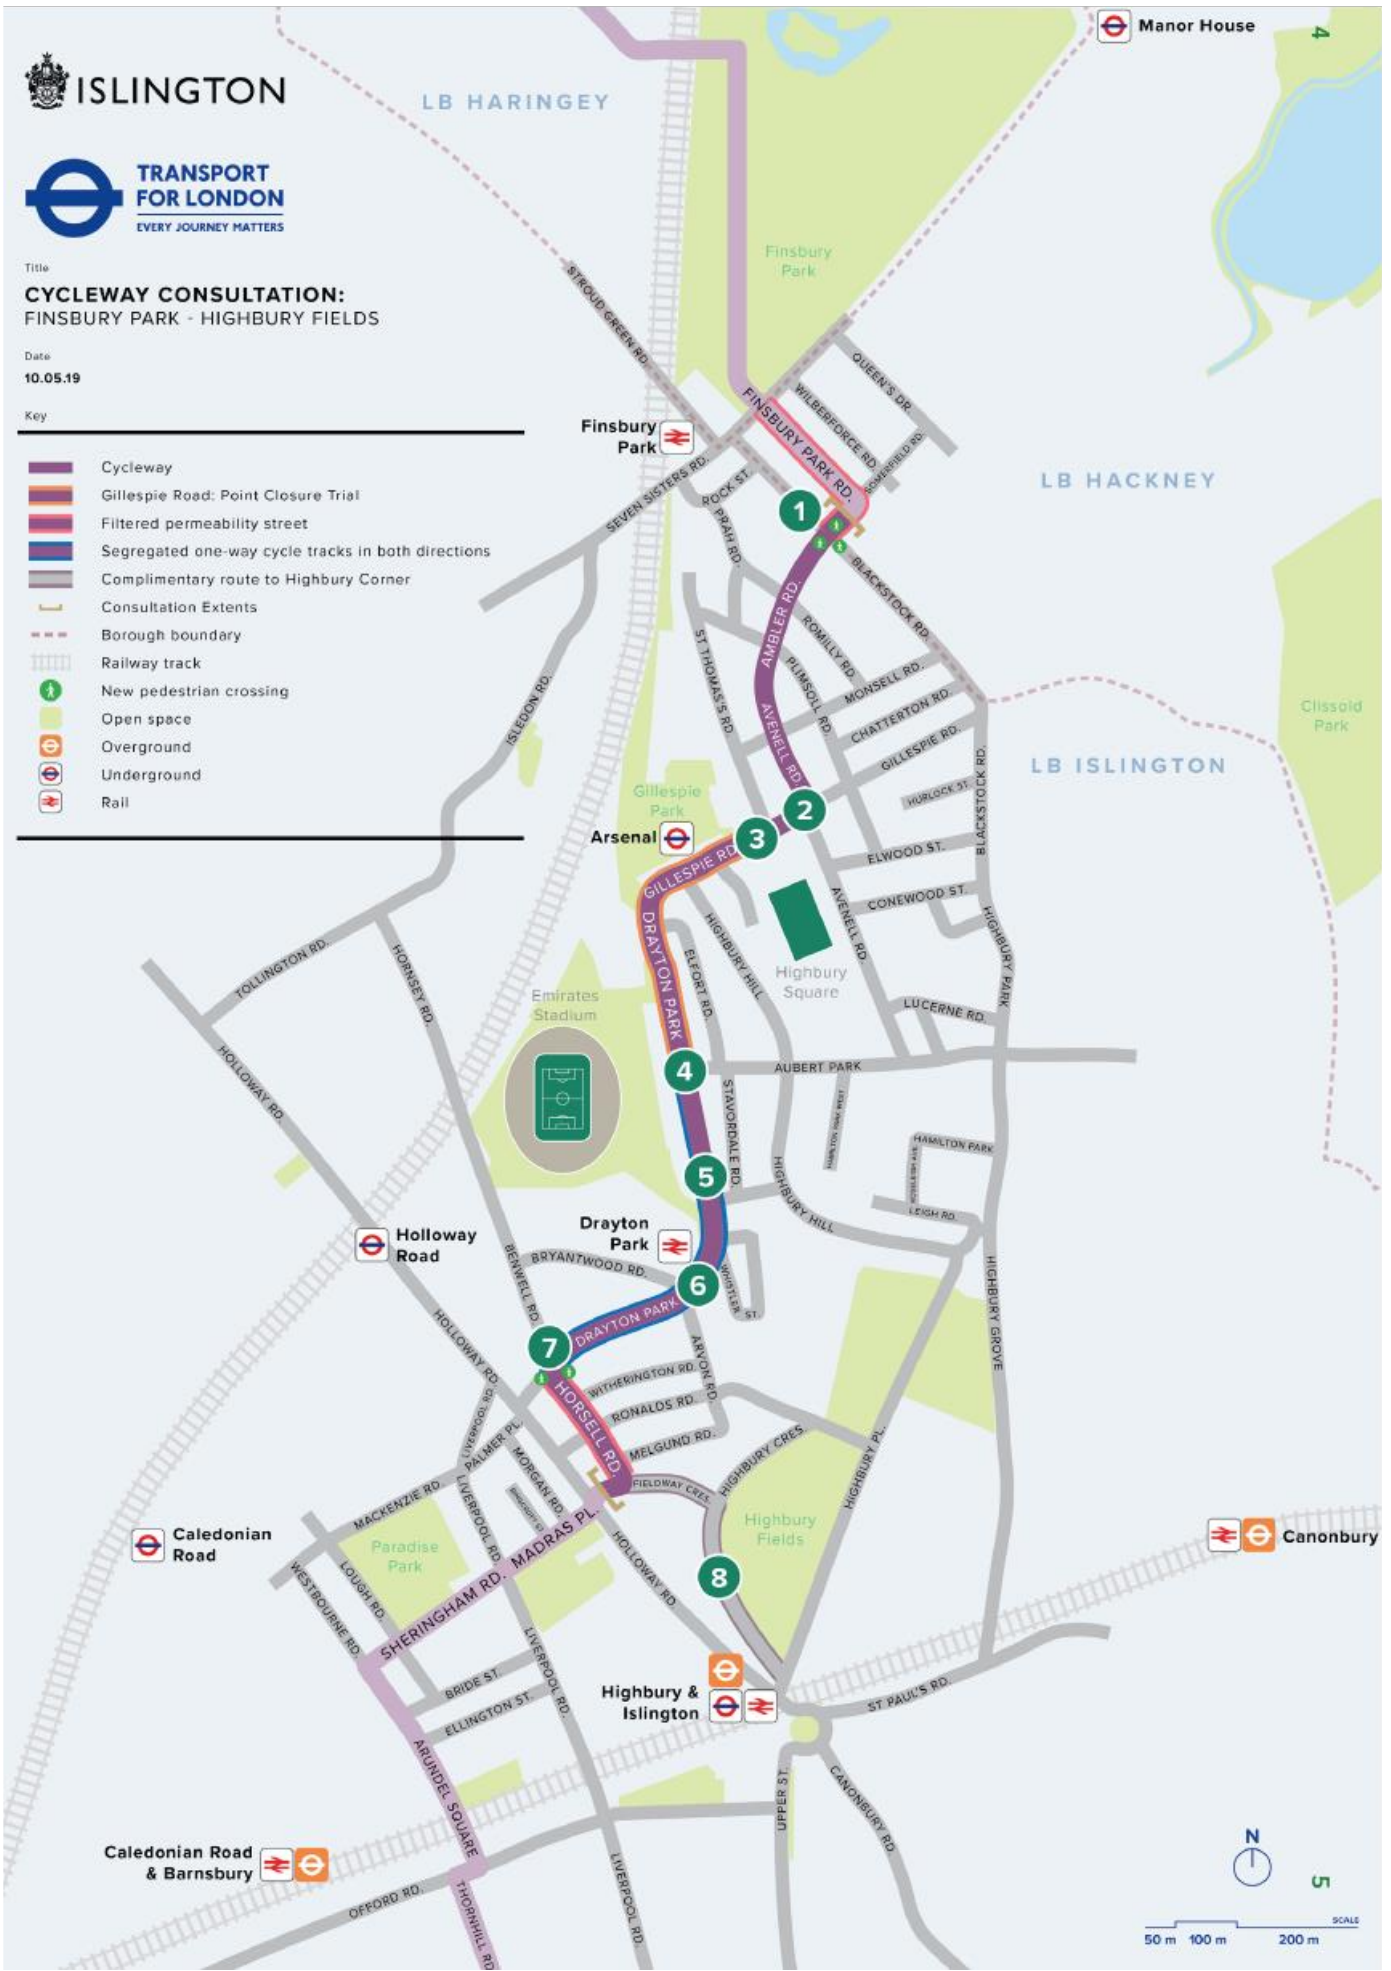 Manor House
4
ISLINGTON
LB HARINGEY
TRANSPORT
FOR LONDON
EVERY JOURNEY MATTERS
Finsbury
Park
Title
CYCLEWAY CONSULTATION:
FINSBURY PARK - HIGHBURY FIELDS
Date
10.05.19
Key
Cycleway
Gillespie Road: Point Closure Trial
Filtered permeability street
Segregated one-way cycle tracks in both directions
Complimentary route to Highbury Corner
Consultation Extents
Borough boundary
Railway track
New pedestrian crossing
Open space
Overground
Underground
Rail
STROUD GREEN RD.
QUEEN'S DR
WILBERFORCE RD.
FINSBURY PARK RD.
SOMERFIELD RD.
Finsbury
Park
SEVEN SISTERS RD.
ROCK ST.
PRAH RD.
LB HACKNEY
1
BLACKSTOCK RD.
AMBLER RD.
ROMILLY RD.
ST THOMAS'S RD.
PLIMSOLL RD.
MONSELL RD.
CHATTERTON RD.
GILLESPIE RD.
ISLEDON RD.
AVENELL RD.
Clissold
Park
LB ISLINGTON
BLACKSTOCK RD.
HURLOCK ST.
Gillespie
Park
2
Arsenal
3
GILLESPIE RD
ELWOOD ST.
CONEWOOD ST.
AVENELL RD.
HIGHBURY PARK
DRAYTON PARK
ELFORT RD.
HIGHBURY HILL
Highbury
Square
TOLLINGTON RD.
HORNSEY RD.
Emirates
Stadium
LUCERNE RD.
HOLLOWAY RD.
4
AUBERT PARK
STAVORDALE RD.
HAMILTON PARK WEST
HAMILTON PARK
5
HIGHBURY HILL
LEIGH RD.
Holloway
Road
Drayton
Park
BENWELL RD.
BRYANTWOOD RD.
6
WHISTLER
ST.
HIGHBURY GROVE
HOLLOWAY RD.
DRAYTON PARK
7
ARVON RD.
WITHERINGTON RD.
HORSELL RD.
RONALDS RD.
LIVERPOOL RD.
PALMER PL.
MELGUND RD.
HIGHBURY CRES.
HIGHBURY PL.
MORGAN RD.
FIELDWAY CRES.
MACKENZIE RD.
LIVERPOOL RD.
MADRAS PL.
Highbury
Fields
Caledonian
Road
Paradise
Park
Canonbury
WESTBOURNE RD.
LOUGH RD.
SHERINGHAM RD.
HOLLOWAY RD.
8
LIVERPOOL RD.
BRIDE ST.
ELLINGTON ST.
Highbury &
Islington
ST PAUL'S RD.
ARUNDEL SQUARE
UPPER ST.
CANONBURY RD.
Caledonian Road
& Barnsbury
OFFORD RD.
THORNHILL RD
LIVERPOOL RD.
N
5
SCALE
50 m 100 m 200 m